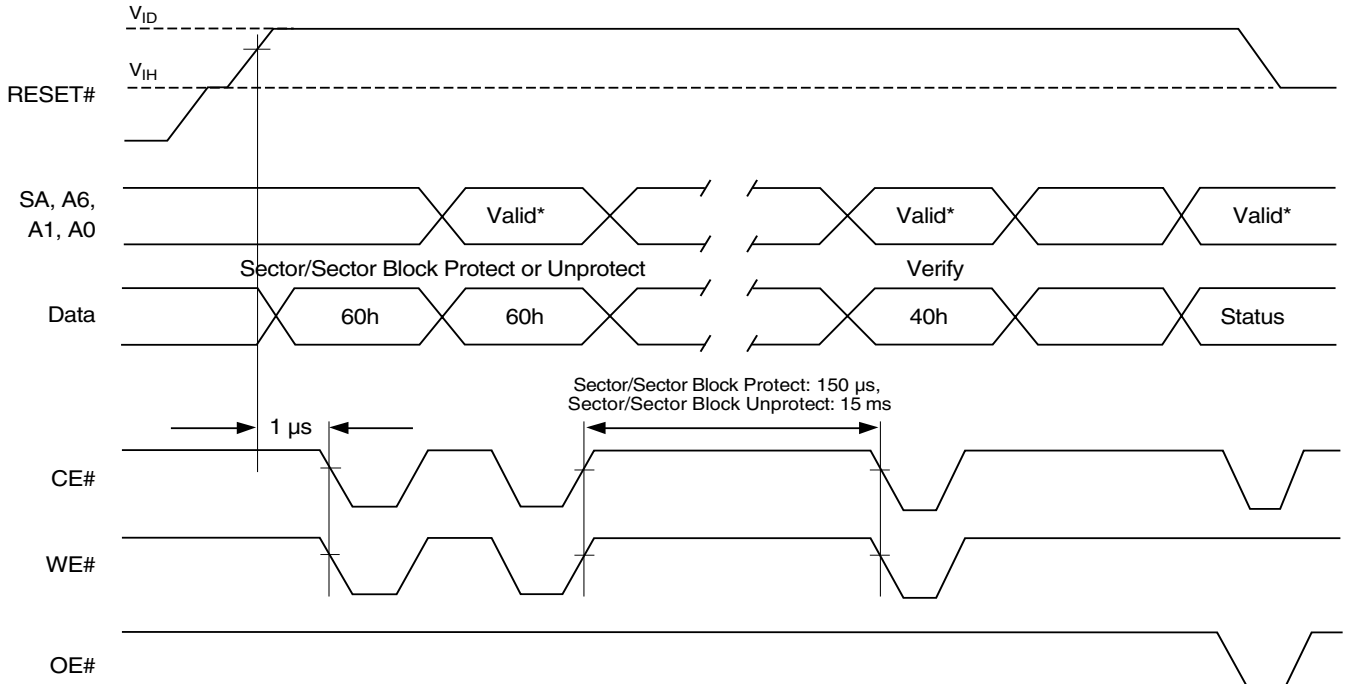 VID
VIH
RESET#
SA, A6,
A1, A0
Valid* Valid* Valid*
Sector/Sector Block Protect or Unprotect Verify
Data 60h 60h 40h Status
Sector/Sector Block Protect: 150 µs,
Sector/Sector Block Unprotect: 15 ms
1 µs
CE#
WE#
OE#